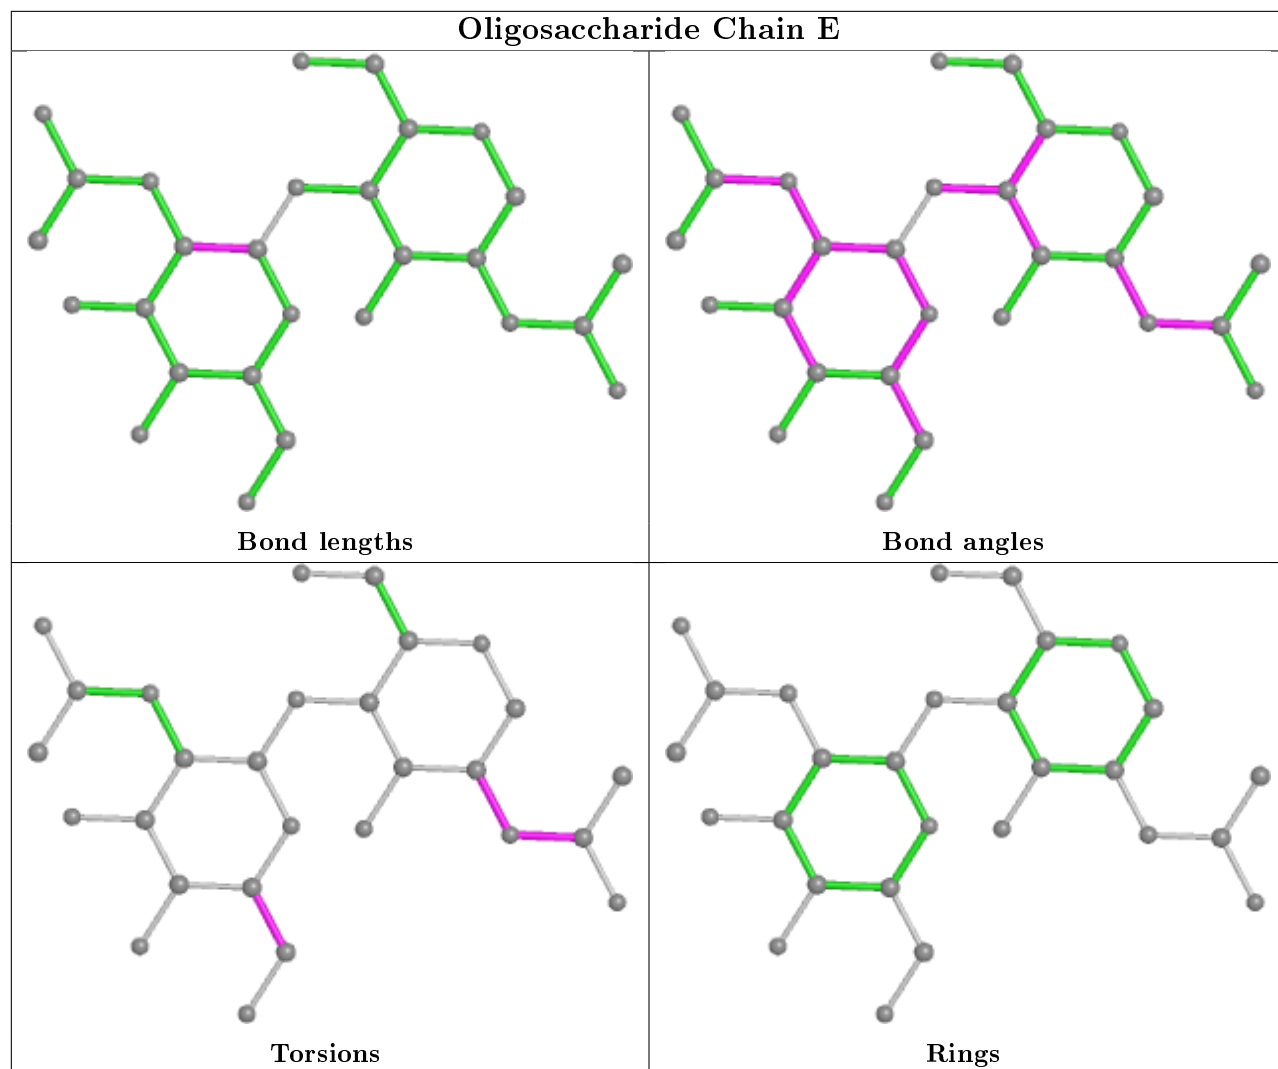 Oligosaccharide Chain E
Bond lengths
Bond angles
Torsions
Rings